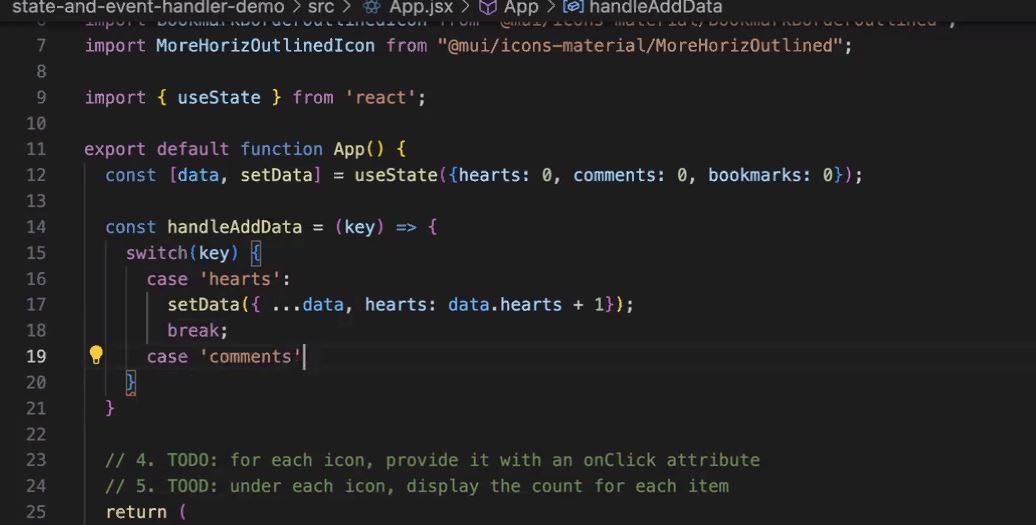 state-and-event-handler-demo > src > App.jsx > App > handleAddData
6 import BookmarkBorderOutlinedIcon from "@mui/icons-material/BookmarkBorderOutlined";
7 import MoreHorizOutlinedIcon from "@mui/icons-material/MoreHorizOutlined";
8
9 import { useState } from 'react';
10
11 export default function App() {
12 const [data, setData] = useState({hearts: 0, comments: 0, bookmarks: 0});
13
14 const handleAddData = (key) => {
15 switch(key) {
16 case 'hearts':
17 setData({ ...data, hearts: data.hearts + 1});
18 break;
19 case 'comments'
20 }
21 }
22
23 // 4. TODO: for each icon, provide it with an onClick attribute
24 // 5. TOOD: under each icon, display the count for each item
25 return (